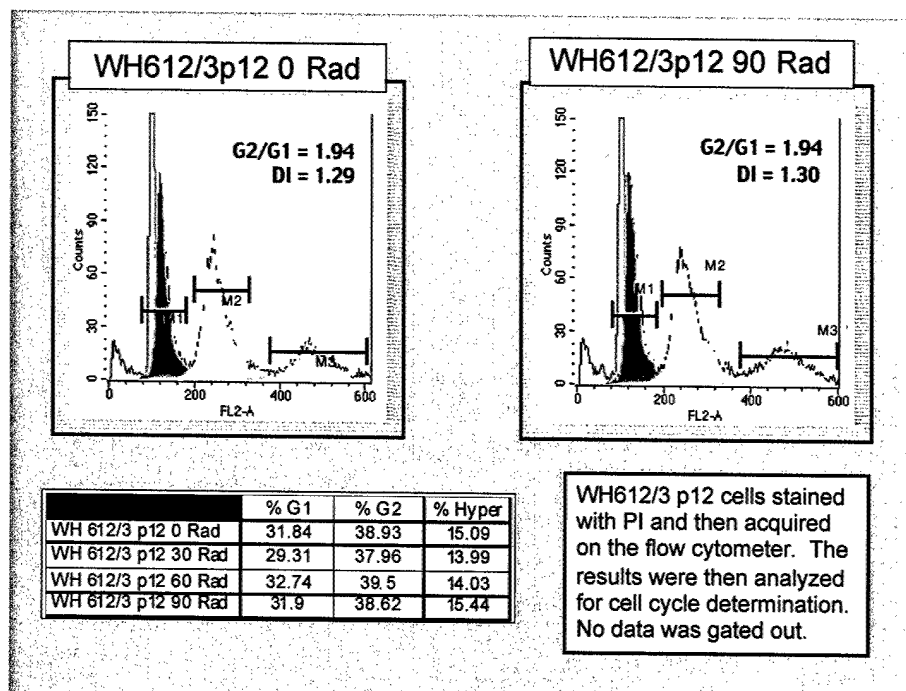 WH612/3p12 0 Rad
G2/G1 = 1.94
DI = 1.29
Counts
150
120
90
60
30
0
M1
M2
M3
0 200 400 600
FL2-A
WH612/3p12 90 Rad
G2/G1 = 1.94
DI = 1.30
Counts
150
120
90
60
30
0
M1
M2
M3
0 200 400 600
FL2-A
% G1 % G2 % Hyper
WH 612/3 p12 0 Rad 31.84 38.93 15.09
WH 612/3 p12 30 Rad 29.31 37.96 13.99
WH 612/3 p12 60 Rad 32.74 39.5 14.03
WH 612/3 p12 90 Rad 31.9 38.62 15.44
WH612/3 p12 cells stained
with PI and then acquired
on the flow cytometer. The
results were then analyzed
for cell cycle determination.
No data was gated out.